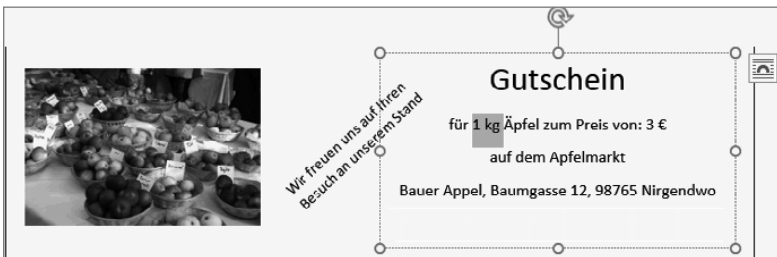 Wir freuen uns auf Ihren
Besuch an unserem Stand
Gutschein
für 1 kg Äpfel zum Preis von: 3 €
auf dem Apfelmarkt
Bauer Appel, Baumgasse 12, 98765 Nirgendwo